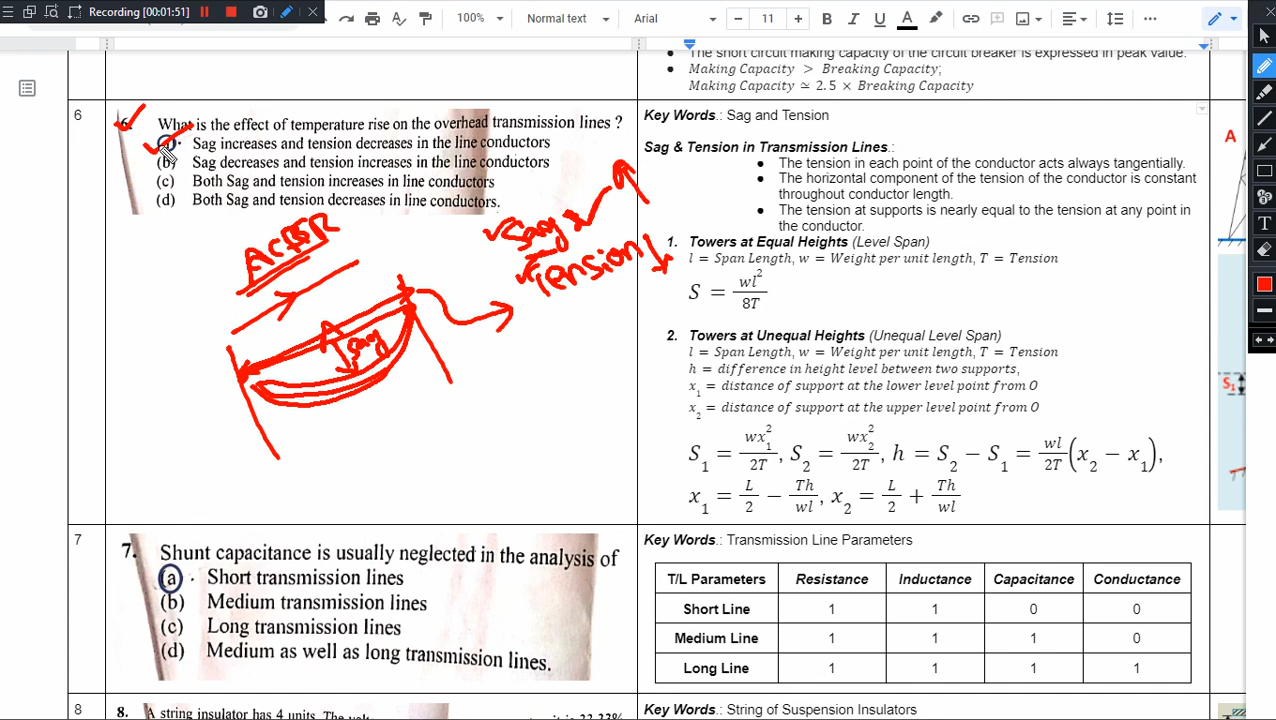 Recording [00:01:51]
100%
Normal text
Arial
11
B I U A
The short circuit making capacity of the circuit breaker is expressed in peak value.
Making Capacity > Breaking Capacity;
Making Capacity ≃ 2.5 × Breaking Capacity
6
6. What is the effect of temperature rise on the overhead transmission lines ?
(a) Sag increases and tension decreases in the line conductors
(b) Sag decreases and tension increases in the line conductors
(c) Both Sag and tension increases in line conductors
(d) Both Sag and tension decreases in line conductors.
ACSR
Sag
Tension
Sag
Key Words.: Sag and Tension
Sag & Tension in Transmission Lines.:
The tension in each point of the conductor acts always tangentially.
The horizontal component of the tension of the conductor is constant
throughout conductor length.
The tension at supports is nearly equal to the tension at any point in
the conductor.
1. Towers at Equal Heights (Level Span)
l = Span Length, w = Weight per unit length, T = Tension
S = wl²/8T
2. Towers at Unequal Heights (Unequal Level Span)
l = Span Length, w = Weight per unit length, T = Tension
h = difference in height level between two supports,
x₁ = distance of support at the lower level point from O
x₂ = distance of support at the upper level point from O
S₁ = wx₁²/2T, S₂ = wx₂²/2T, h = S₂ − S₁ = wl/2T (x₂ − x₁),
x₁ = L/2 − Th/wl, x₂ = L/2 + Th/wl
A
S₁
7
7. Shunt capacitance is usually neglected in the analysis of
(a) Short transmission lines
(b) Medium transmission lines
(c) Long transmission lines
(d) Medium as well as long transmission lines.
Key Words.: Transmission Line Parameters
T/L Parameters Resistance Inductance Capacitance Conductance
Short Line 1 1 0 0
Medium Line 1 1 1 0
Long Line 1 1 1 1
8
8. A string insulator has 4 units. The
Key Words.: String of Suspension Insulators